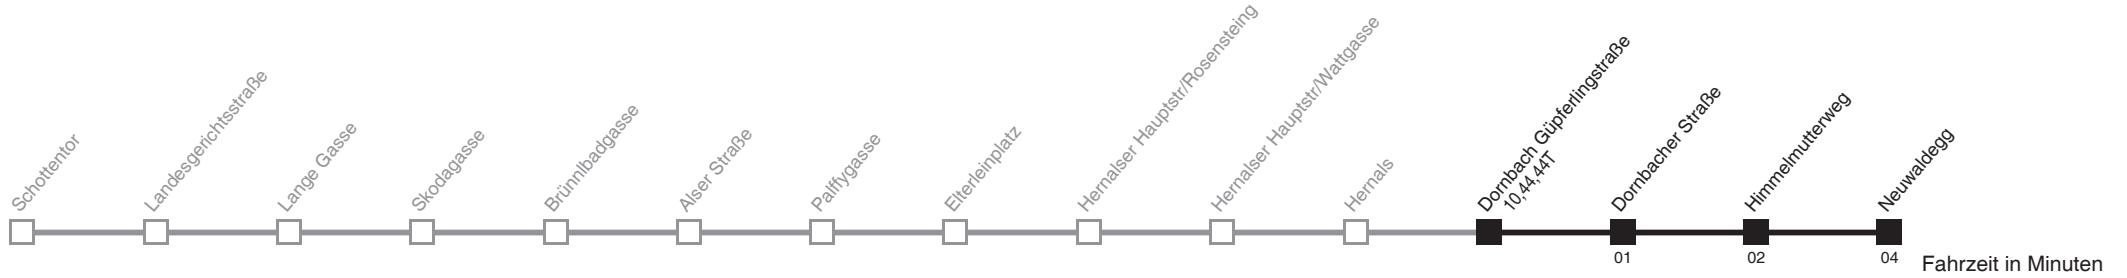 Schottentor
Landesgerichtsstraße
Lange Gasse
Skodagasse
Brünnlbadgasse
Alser Straße
Palffygasse
Elterleinplatz
Hernalser Hauptstr/Rosensteing
Hernalser Hauptstr/Wattgasse
Hernals
Dornbach Güpferlingstraße
10,44,44T
Dornbacher Straße
Himmelmutterweg
Neuwaldegg
01
02
04
Fahrzeit in Minuten